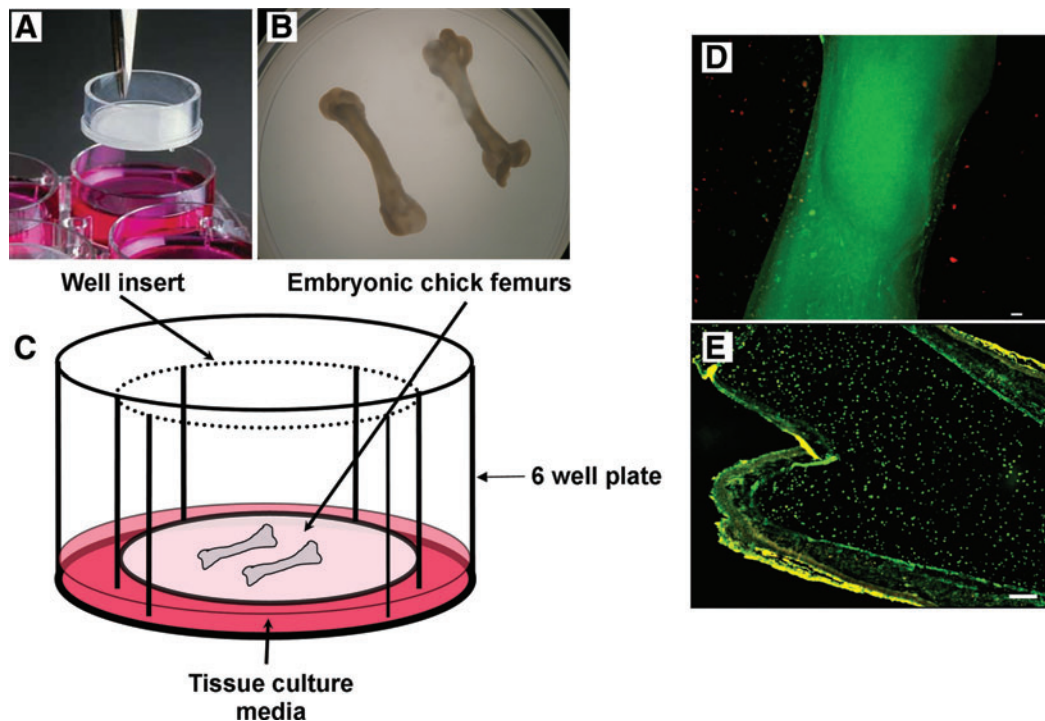 A
B
Well insert
Embryonic chick femurs
C
6 well plate
Tissue culture
media
D
E